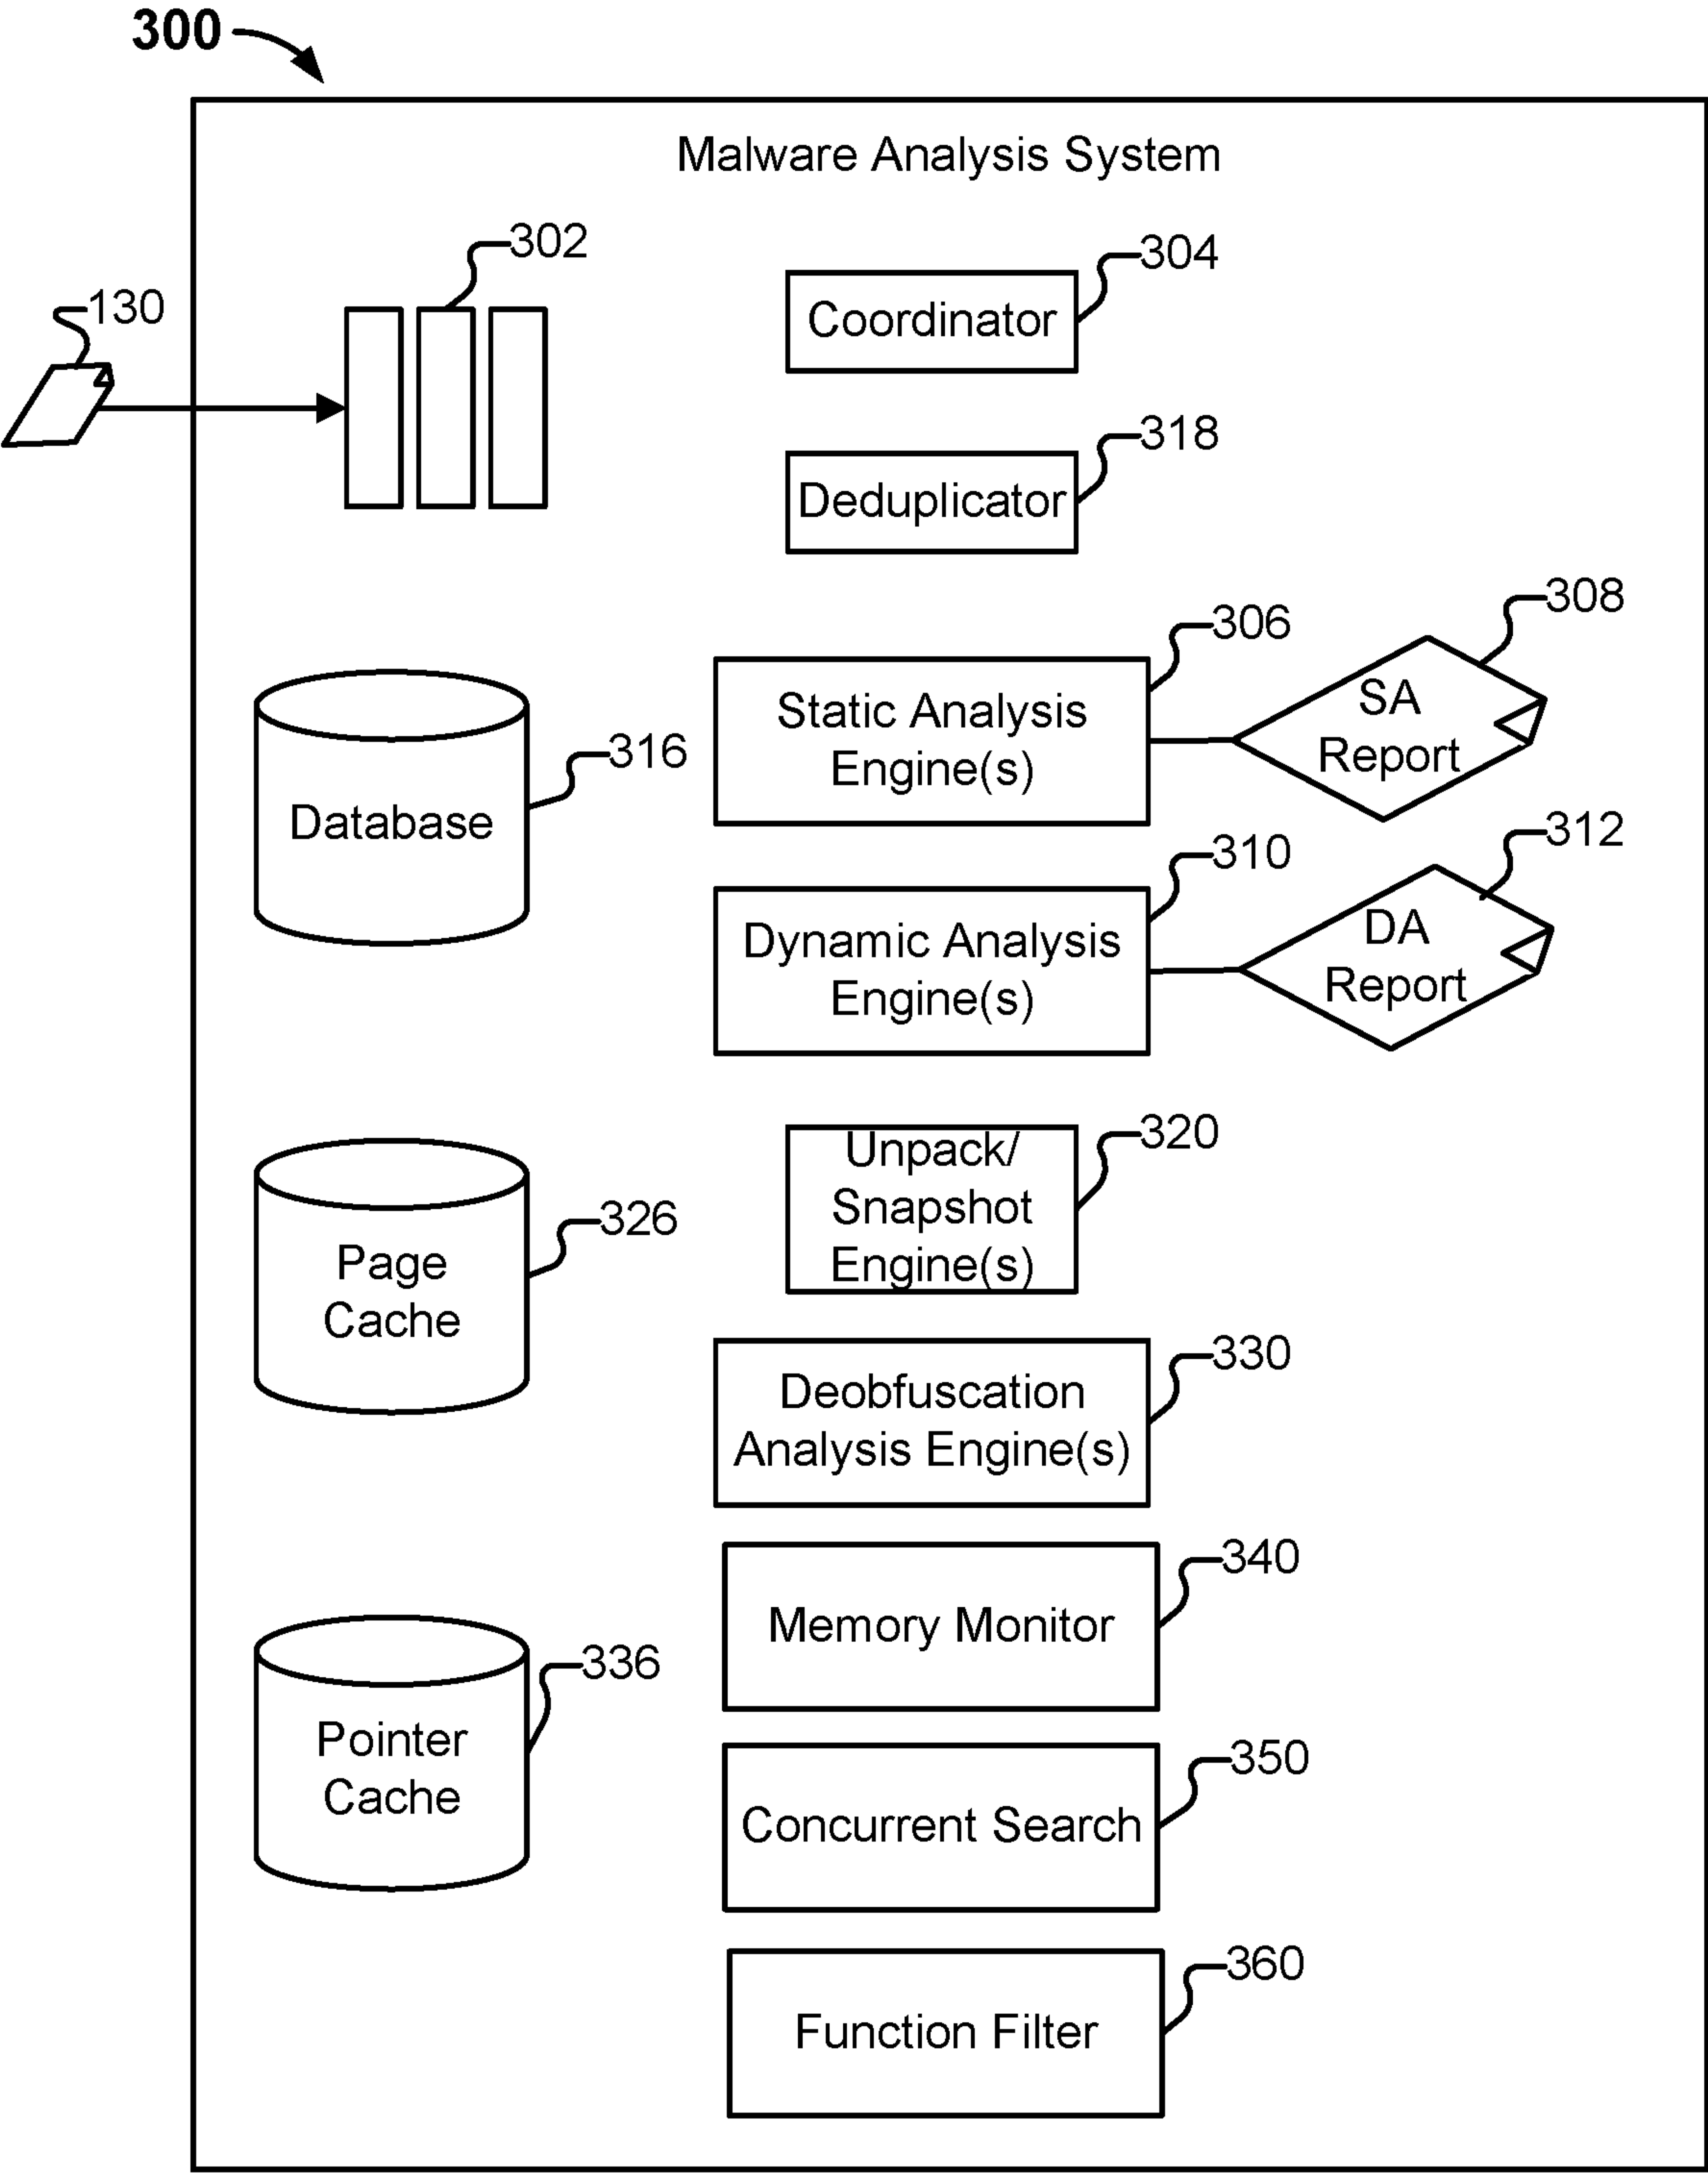 300
Malware Analysis System
302
304
130
Coordinator
318
Deduplicator
308
306
SA
Report
Static Analysis
Engine(s)
316
Database
312
310
DA
Report
Dynamic Analysis
Engine(s)
320
Unpack/
Snapshot
Engine(s)
326
Page
Cache
330
Deobfuscation
Analysis Engine(s)
340
Memory Monitor
336
Pointer
Cache
350
Concurrent Search
360
Function Filter